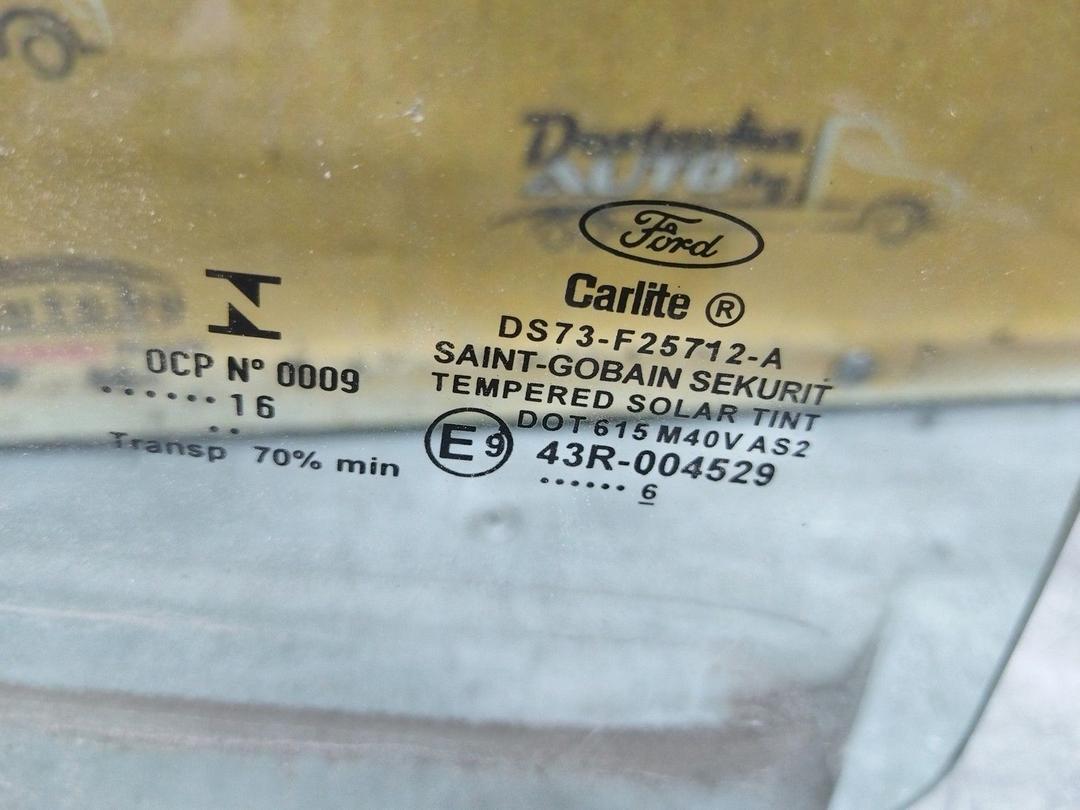 AUTO
Ford
Carlite ®
DS73-F25712-A
SAINT-GOBAIN SEKURIT
TEMPERED SOLAR TINT
DOT 615 M40V AS2
E9 43R-004529
...... 6
N
OCP Nº 0009
...... 16
..
Transp 70% min